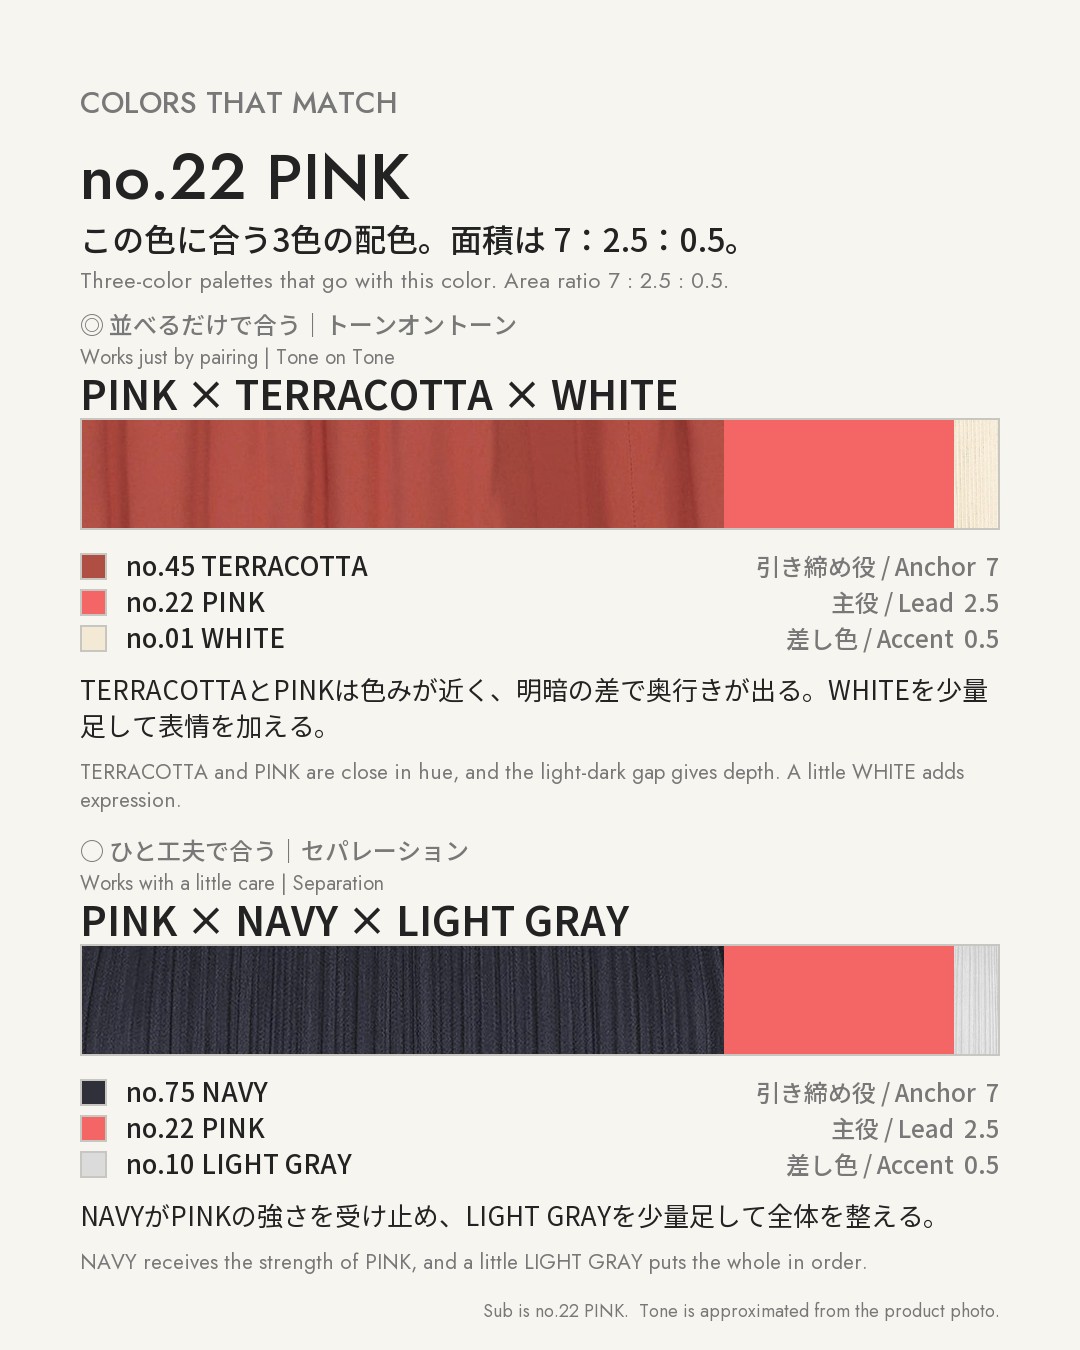 COLORS THAT MATCH
no.22 PINK
この色に合う3色の配色。面積は 7：2.5：0.5。
Three-color palettes that go with this color. Area ratio 7 : 2.5 : 0.5.
◎ 並べるだけで合う｜トーンオントーン
Works just by pairing | Tone on Tone
PINK × TERRACOTTA × WHITE
no.45 TERRACOTTA 引き締め役 / Anchor 7
no.22 PINK 主役 / Lead 2.5
no.01 WHITE 差し色 / Accent 0.5
TERRACOTTAとPINKは色みが近く、明暗の差で奥行きが出る。WHITEを少量
足して表情を加える。
TERRACOTTA and PINK are close in hue, and the light-dark gap gives depth. A little WHITE adds
expression.
○ ひと工夫で合う｜セパレーション
Works with a little care | Separation
PINK × NAVY × LIGHT GRAY
no.75 NAVY 引き締め役 / Anchor 7
no.22 PINK 主役 / Lead 2.5
no.10 LIGHT GRAY 差し色 / Accent 0.5
NAVYがPINKの強さを受け止め、LIGHT GRAYを少量足して全体を整える。
NAVY receives the strength of PINK, and a little LIGHT GRAY puts the whole in order.
Sub is no.22 PINK. Tone is approximated from the product photo.